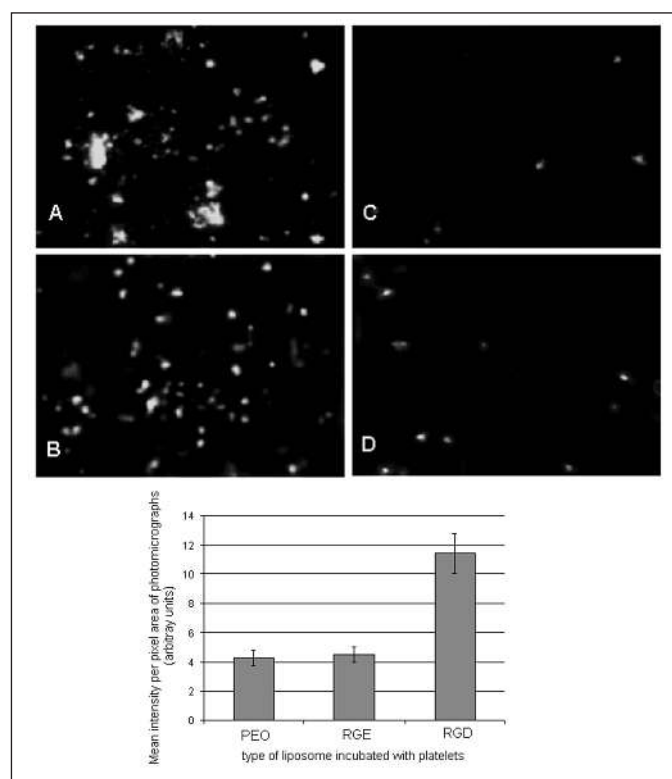 A
C
B
D
Mean intensity per pixel area of photomicrographs
(arbitray units)
14
12
10
8
6
4
2
0
PEO
RGE
RGD
type of liposome incubated with platelets